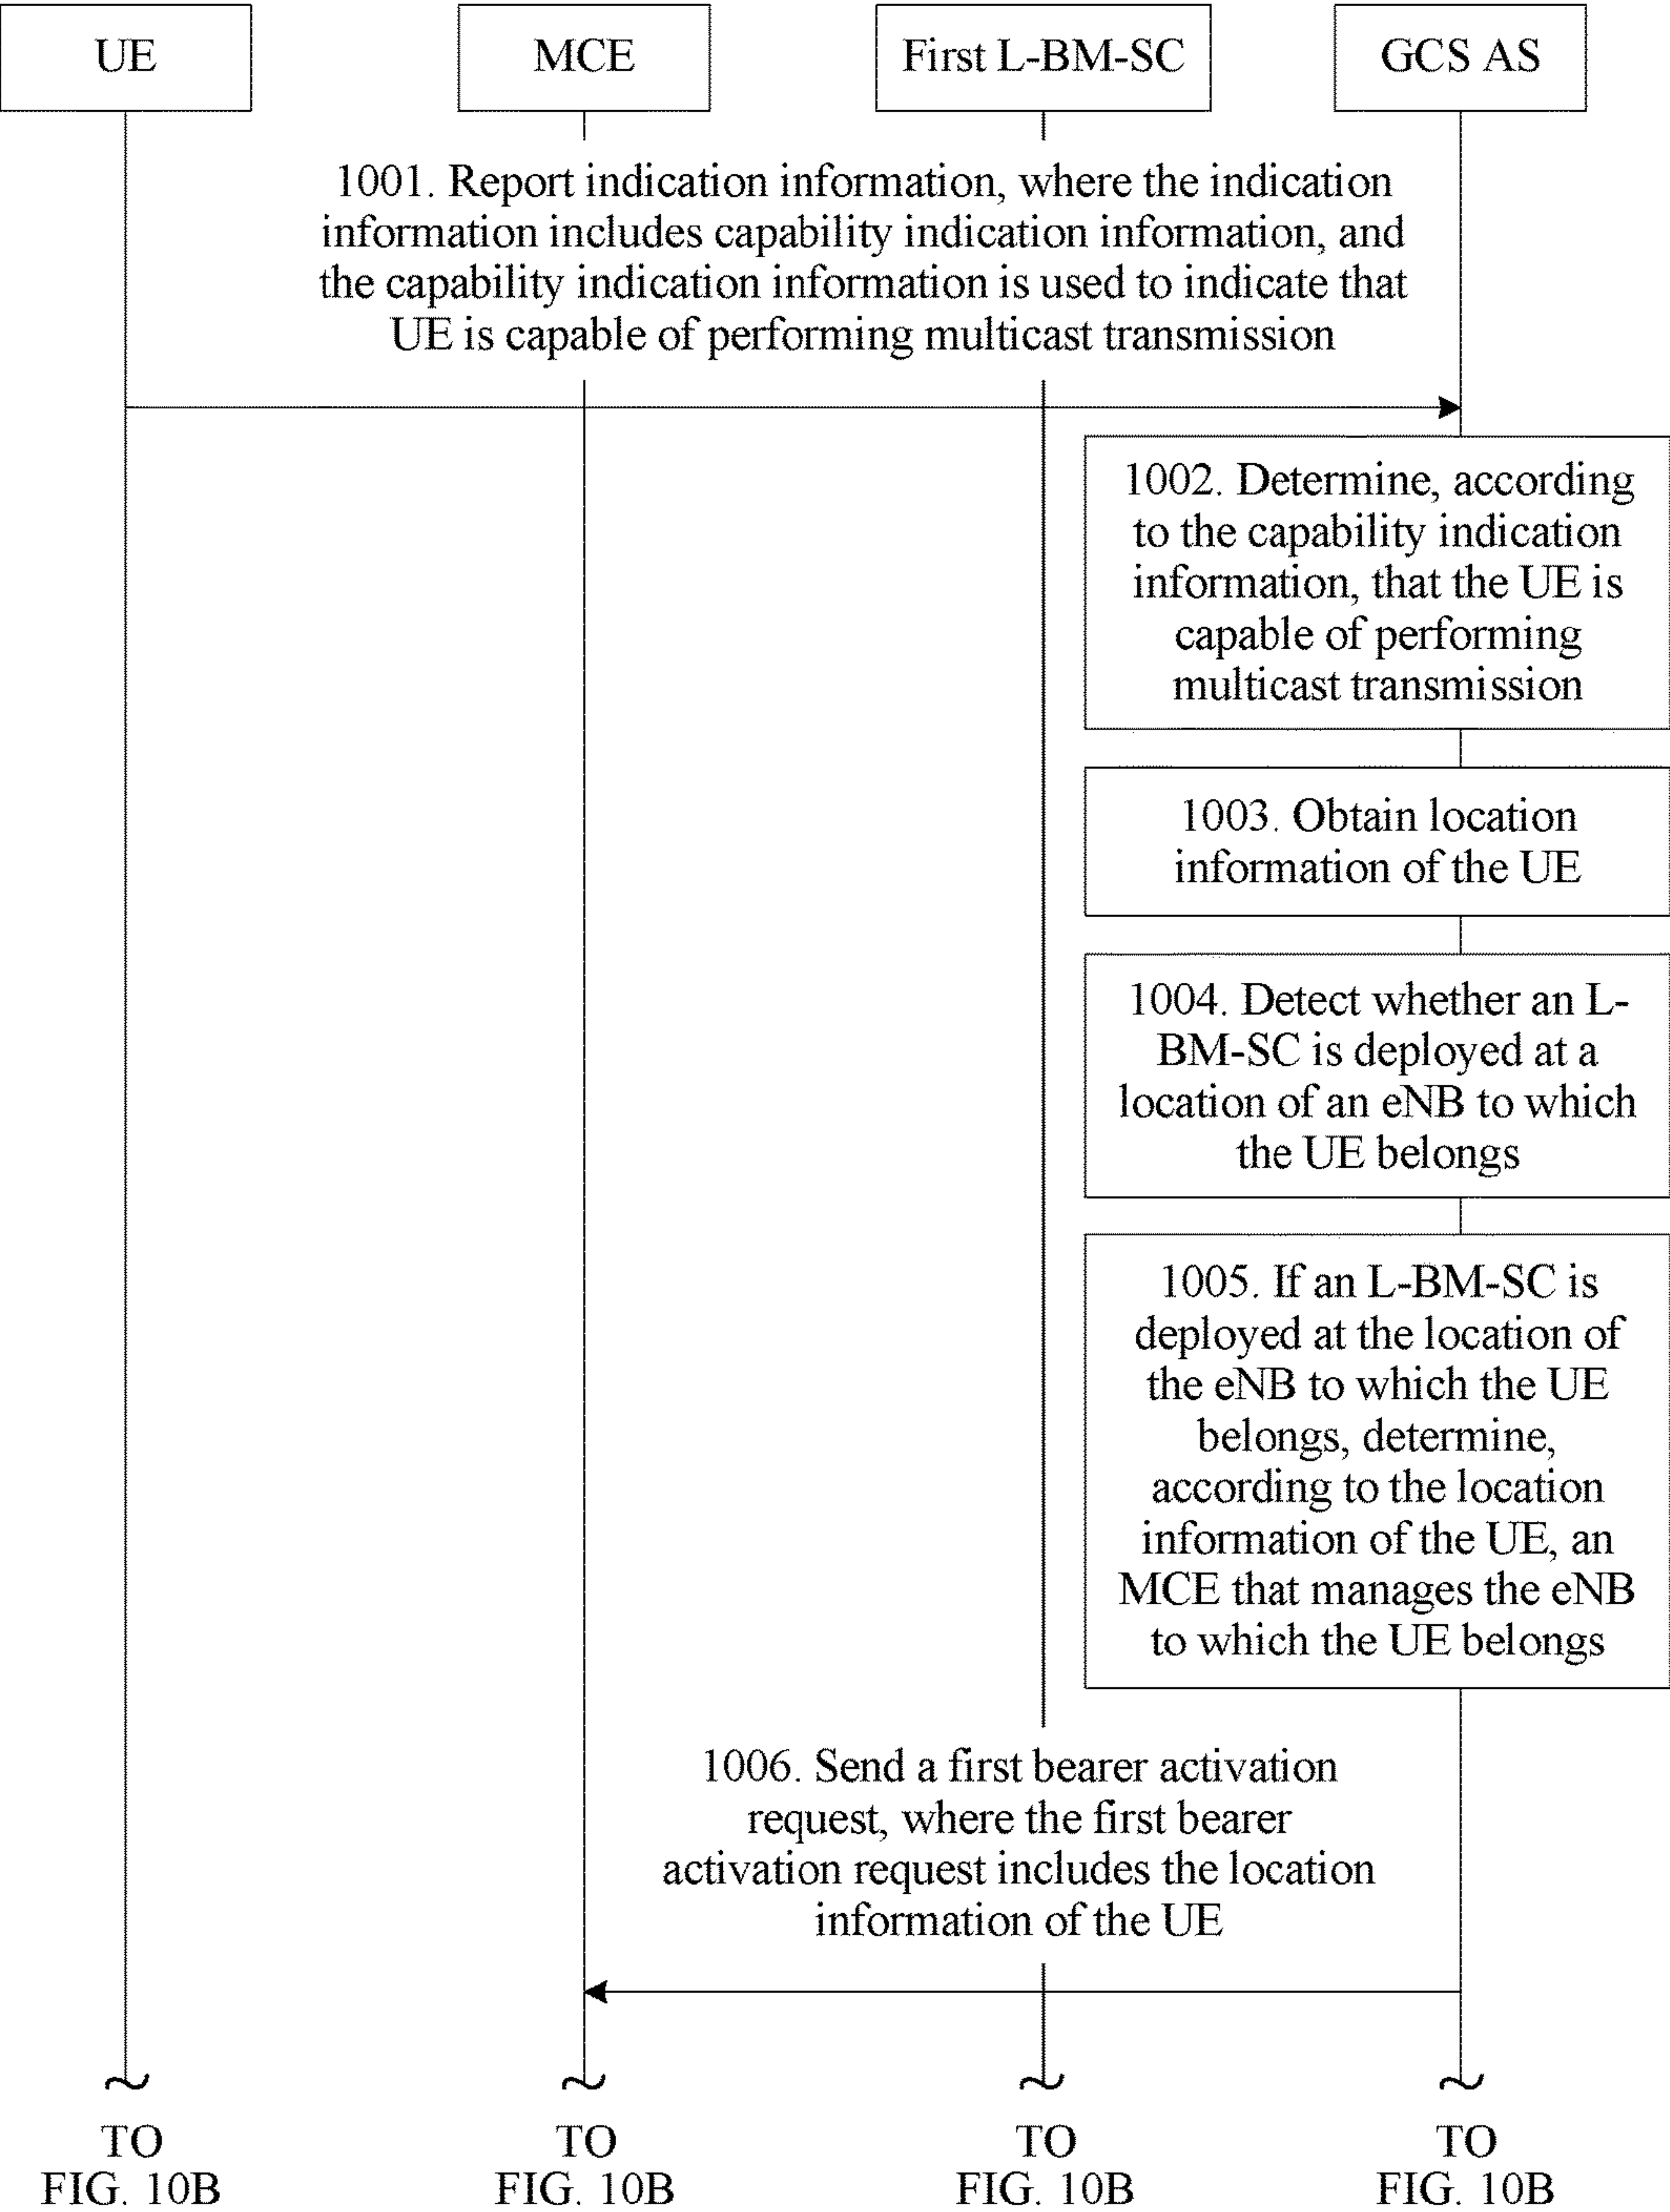 UE
MCE
First L-BM-SC
GCS AS
1001. Report indication information, where the indication
information includes capability indication information, and
the capability indication information is used to indicate that
UE is capable of performing multicast transmission
1002. Determine, according
to the capability indication
information, that the UE is
capable of performing
multicast transmission
1003. Obtain location
information of the UE
1004. Detect whether an L-
BM-SC is deployed at a
location of an eNB to which
the UE belongs
1005. If an L-BM-SC is
deployed at the location of
the eNB to which the UE
belongs, determine,
according to the location
information of the UE, an
MCE that manages the eNB
to which the UE belongs
1006. Send a first bearer activation
request, where the first bearer
activation request includes the location
information of the UE
TO
FIG. 10B
TO
FIG. 10B
TO
FIG. 10B
TO
FIG. 10B